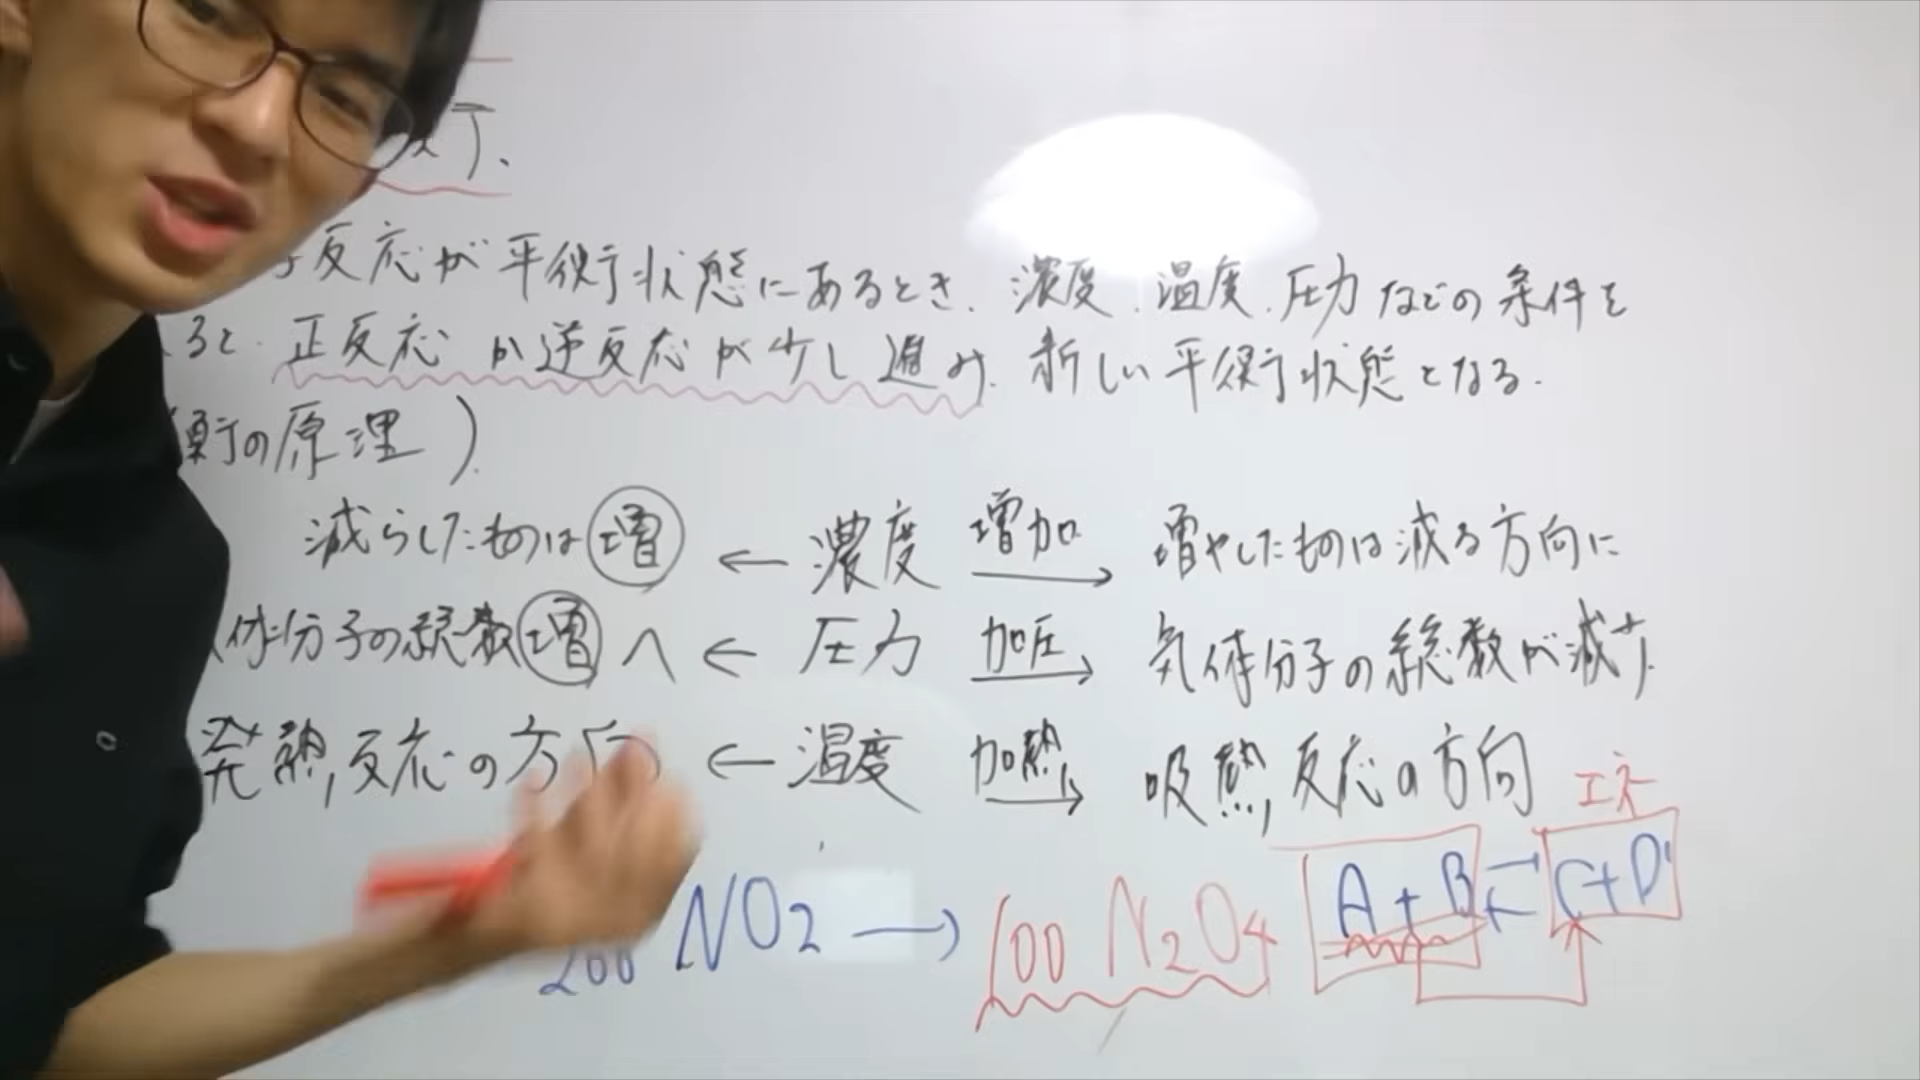 反応が平衡状態にあるとき、濃度、温度、圧力などの条件を
ると、正反応か逆反応が少し進み、新しい平衡状態となる。
衡の原理)
減らしたものは増 ← 濃度 増加→ 増やしたものは減る方向に
体分子の総数増へ ← 圧力 加圧→ 気体分子の総数が減少
発熱反応の方向 ← 温度 加熱→ 吸熱反応の方向
エネ
200 NO2 → 100 N2O4 A+B ⇄ C+D